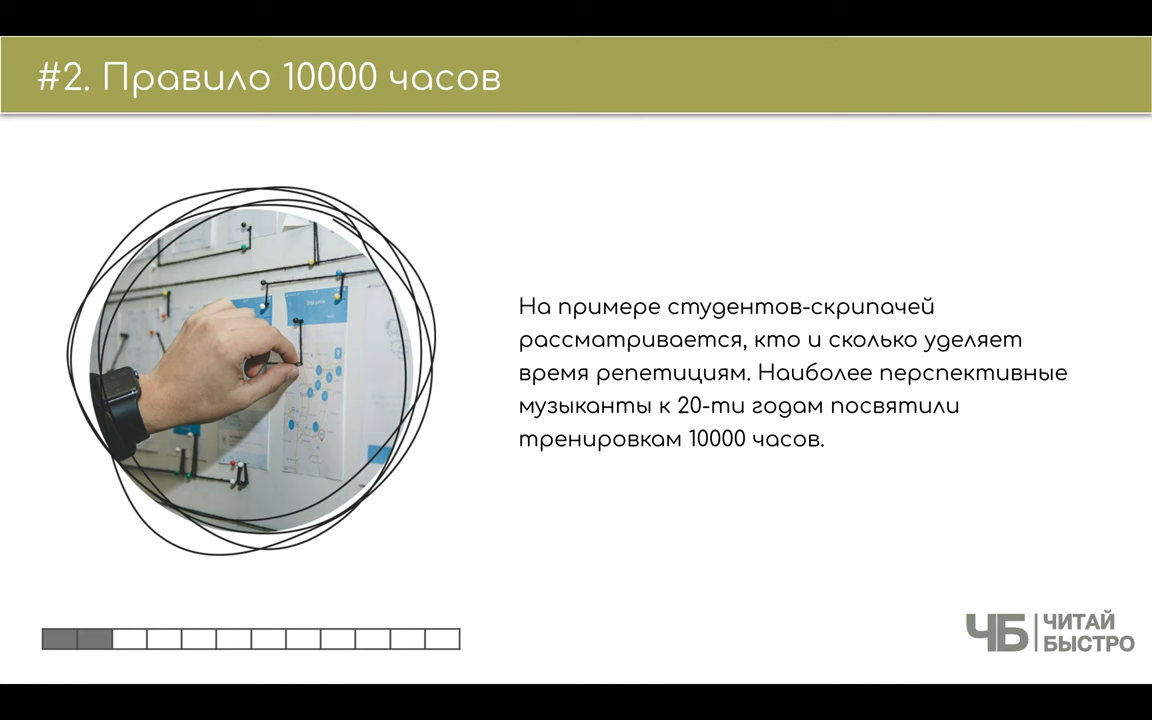 #2. Правило 10000 часов
На примере студентов-скрипачей
рассматривается, кто и сколько уделяет
время репетициям. Наиболее перспективные
музыканты к 20-ти годам посвятили
тренировкам 10000 часов.
ЧБ
ЧИТАЙ
БЫСТРО